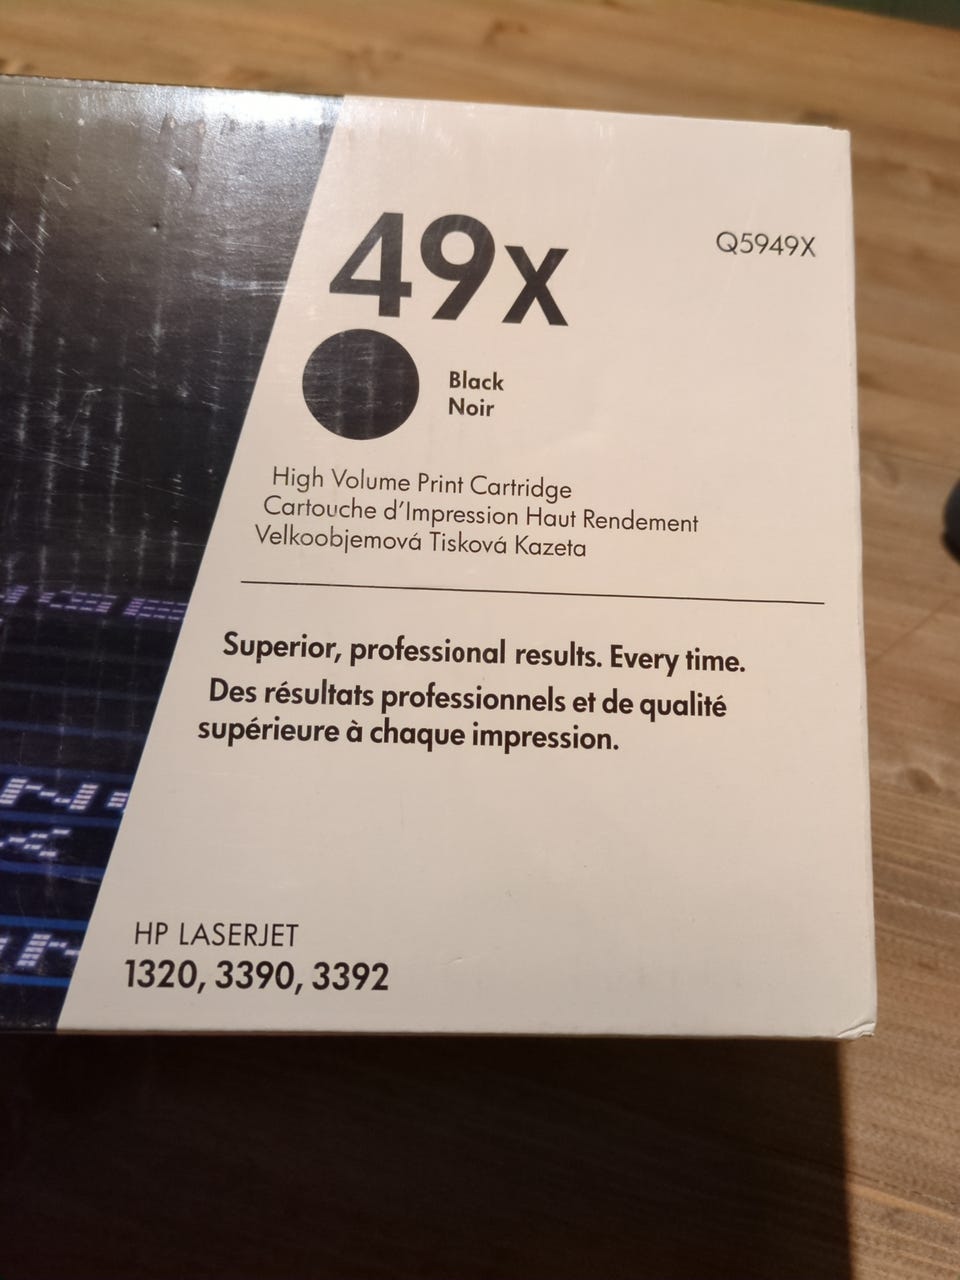 49X
Q5949X
Black
Noir
High Volume Print Cartridge
Cartouche d'Impression Haut Rendement
Velkoobjemová Tisková Kazeta
Superior, professional results. Every time.
Des résultats professionnels et de qualité
supérieure à chaque impression.
HP LASERJET
1320, 3390, 3392